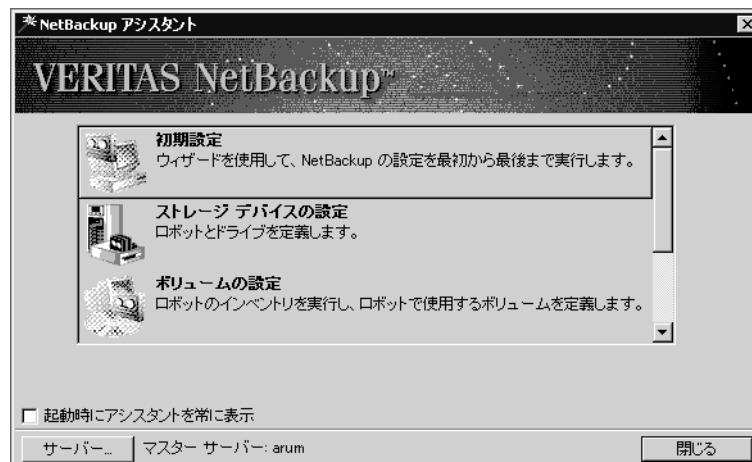 NetBackup アシスタント
VERITAS NetBackup™
初期設定
ウィザードを使用して、NetBackup の設定を最初から最後まで実行します。
ストレージ デバイスの設定
ロボットとドライブを定義します。
ボリュームの設定
ロボットのインベントリを実行し、ロボットで使用するボリュームを定義します。
起動時にアシスタントを常に表示
サーバー...
マスター サーバー: arum
閉じる